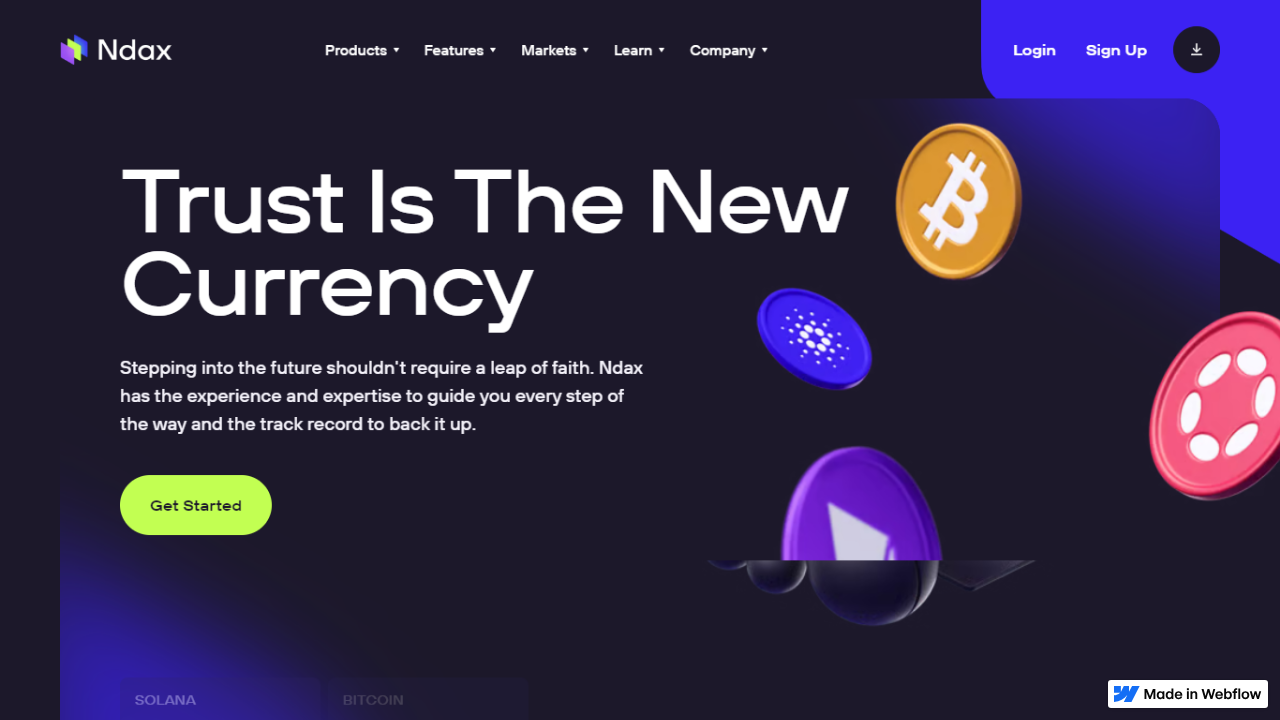 Ndax
Products
Features
Markets
Learn
Company
Login
Sign Up
Trust Is The New
Currency
Stepping into the future shouldn't require a leap of faith. Ndax
has the experience and expertise to guide you every step of
the way and the track record to back it up.
Get Started
SOLANA
BITCOIN
Made in Webflow